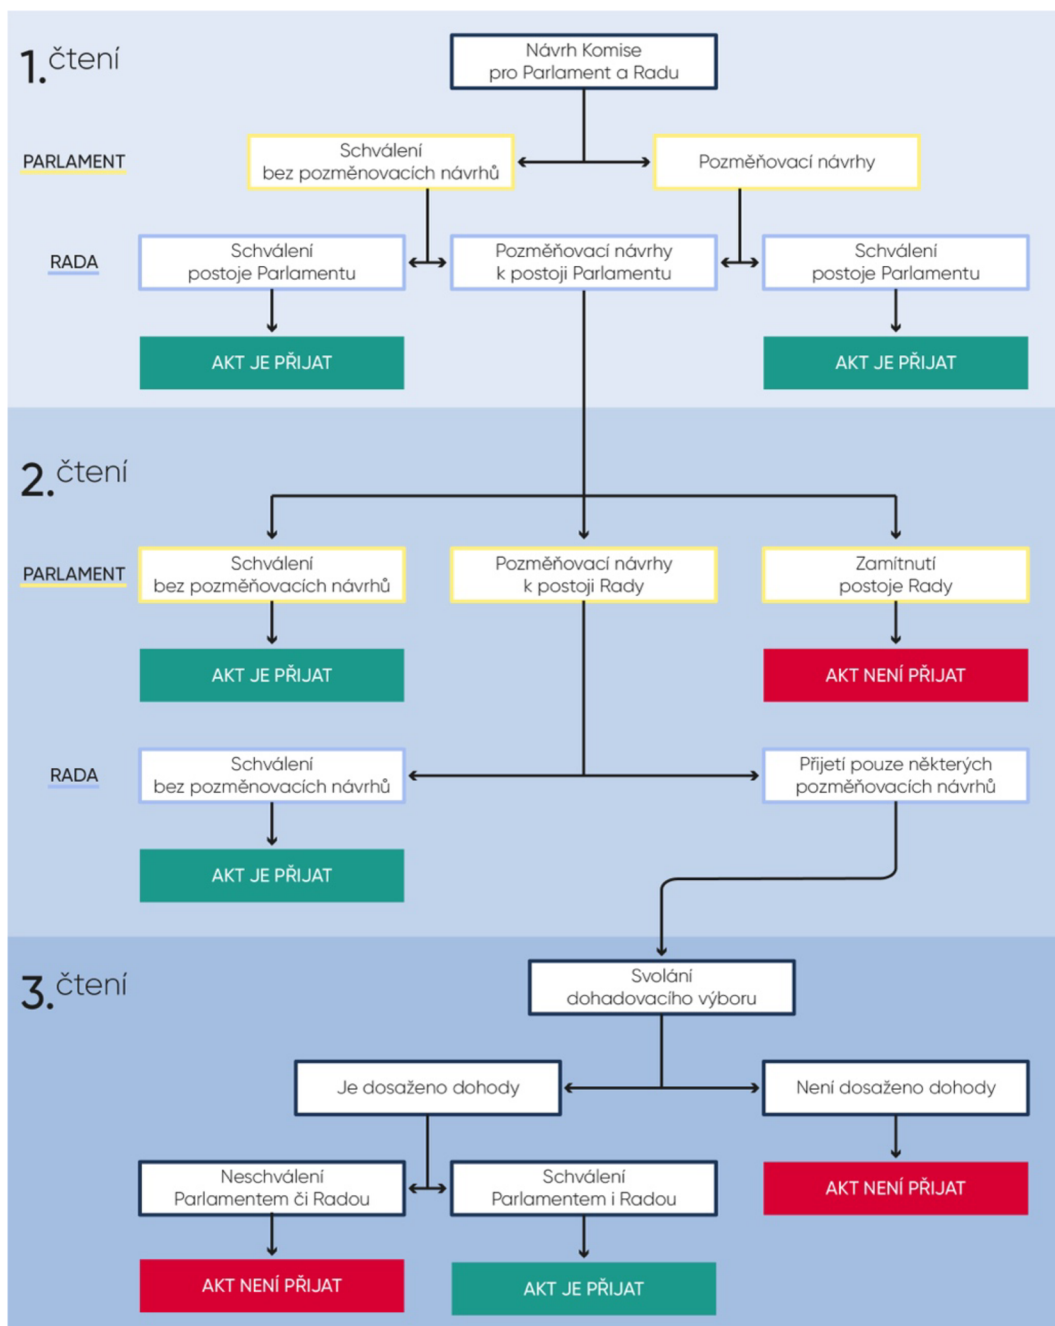 1. čtení
Návrh Komise
pro Parlament a Radu
PARLAMENT
Schválení
bez pozměnovacích návrhů
Pozměňovací návrhy
RADA
Schválení
postoje Parlamentu
Pozměňovací návrhy
k postoji Parlamentu
Schválení
postoje Parlamentu
AKT JE PŘIJAT
AKT JE PŘIJAT
2. čtení
PARLAMENT
Schválení
bez pozměňovacích návrhů
Pozměňovací návrhy
k postoji Rady
Zamítnutí
postoje Rady
AKT JE PŘIJAT
AKT NENÍ PŘIJAT
RADA
Schválení
bez pozměnovacích návrhů
Přijetí pouze některých
pozměňovacích návrhů
AKT JE PŘIJAT
3. čtení
Svolání
dohadovacího výboru
Je dosaženo dohody
Není dosaženo dohody
Neschválení
Parlamentem či Radou
Schválení
Parlamentem i Radou
AKT NENÍ PŘIJAT
AKT NENÍ PŘIJAT
AKT JE PŘIJAT